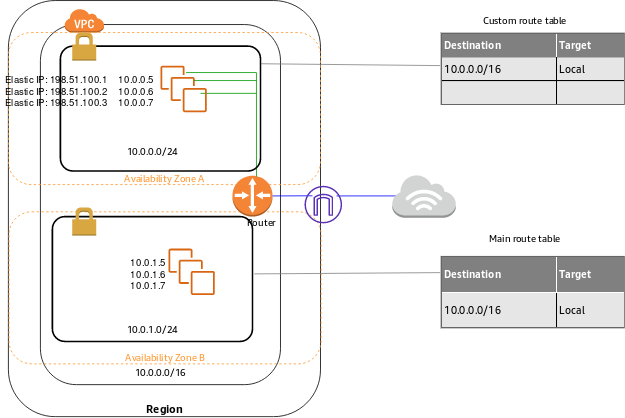 VPC
Custom route table
Destination Target
10.0.0.0/16 Local
Elastic IP: 198.51.100.1 10.0.0.5
Elastic IP: 198.51.100.2 10.0.0.6
Elastic IP: 198.51.100.3 10.0.0.7
10.0.0.0/24
Availability Zone A
Router
Main route table
Destination Target
10.0.0.0/16 Local
10.0.1.5
10.0.1.6
10.0.1.7
10.0.1.0/24
Availability Zone B
10.0.0.0/16
Region